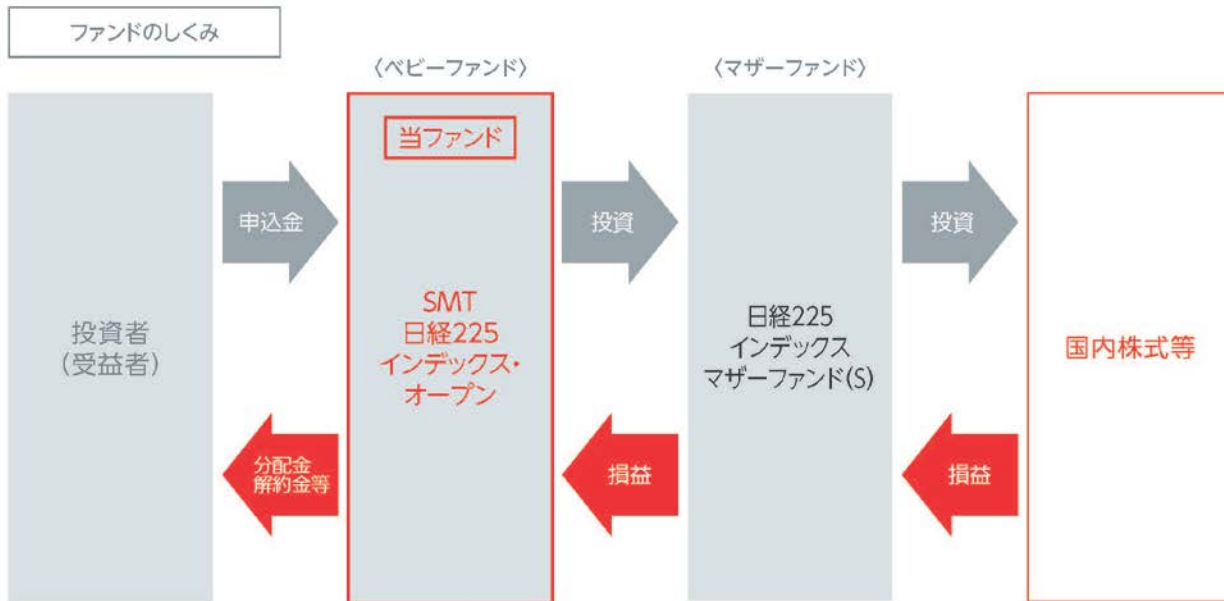 ファンドのしくみ
〈ベビーファンド〉
〈マザーファンド〉
当ファンド
申込金
投資
投資
投資者
(受益者)
SMT
日経225
インデックス・
オープン
日経225
インデックス
マザーファンド(S)
国内株式等
分配金
解約金等
損益
損益